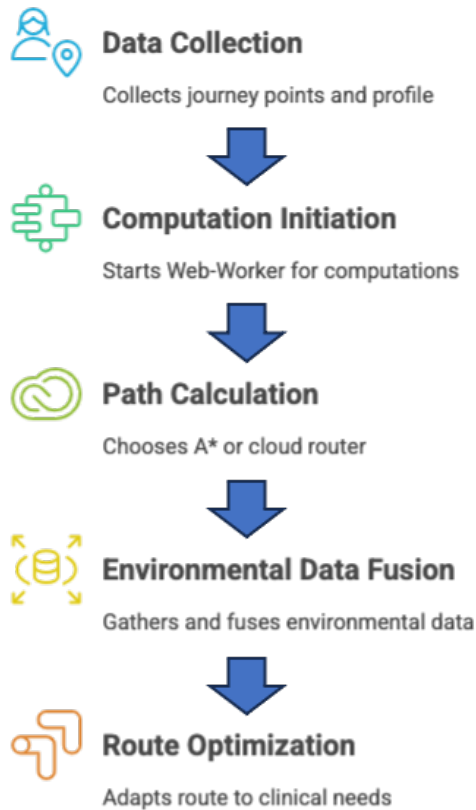 Data Collection
Collects journey points and profile
Computation Initiation
Starts Web-Worker for computations
Path Calculation
Chooses A* or cloud router
Environmental Data Fusion
Gathers and fuses environmental data
Route Optimization
Adapts route to clinical needs